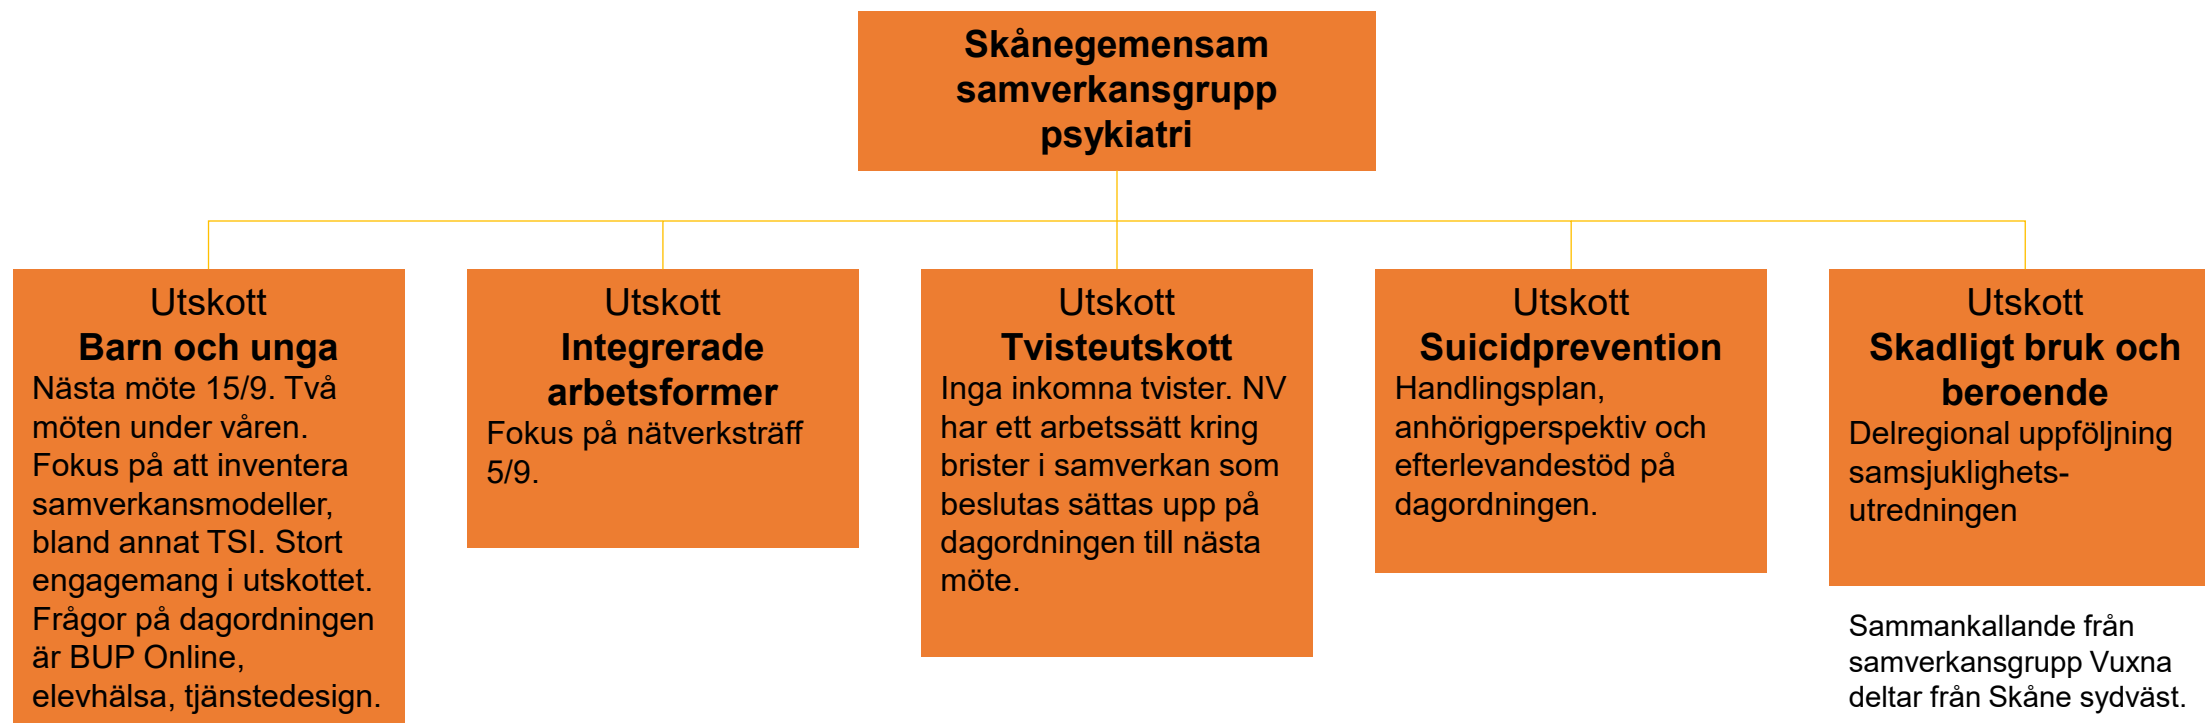 Skånegemensam
samverkansgrupp
psykiatri
Utskott
Barn och unga
Nästa möte 15/9. Två
möten under våren.
Fokus på att inventera
samverkansmodeller,
bland annat TSI. Stort
engagemang i utskottet.
Frågor på dagordningen
är BUP Online,
elevhälsa, tjänstedesign.
Utskott
Integrerade
arbetsformer
Fokus på nätverksträff
5/9.
Utskott
Tvisteutskott
Inga inkomna tvister. NV
har ett arbetssätt kring
brister i samverkan som
beslutas sättas upp på
dagordningen till nästa
möte.
Utskott
Suicidprevention
Handlingsplan,
anhörigperspektiv och
efterlevandestöd på
dagordningen.
Utskott
Skadligt bruk och
beroende
Delregional uppföljning
samsjuklighets-
utredningen
Sammankallande från
samverkansgrupp Vuxna
deltar från Skåne sydväst.